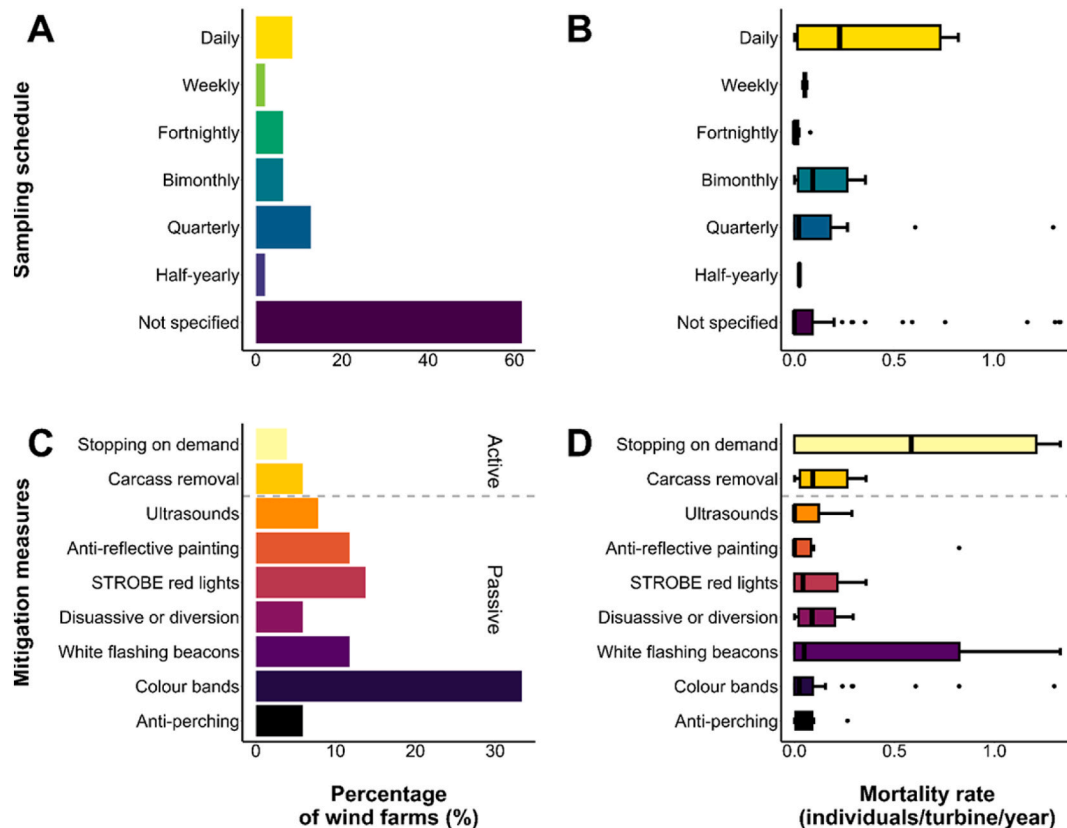 A
B
Sampling schedule
Daily
Weekly
Fortnightly
Bimonthly
Quarterly
Half-yearly
Not specified
0
20
40
60
Daily
Weekly
Fortnightly
Bimonthly
Quarterly
Half-yearly
Not specified
0.0
0.5
1.0
C
D
Mitigation measures
Stopping on demand
Carcass removal
Ultrasounds
Anti-reflective painting
STROBE red lights
Disuassive or diversion
White flashing beacons
Colour bands
Anti-perching
Active
Passive
0
10
20
30
Percentage
of wind farms (%)
Stopping on demand
Carcass removal
Ultrasounds
Anti-reflective painting
STROBE red lights
Disuassive or diversion
White flashing beacons
Colour bands
Anti-perching
0.0
0.5
1.0
Mortality rate
(individuals/turbine/year)